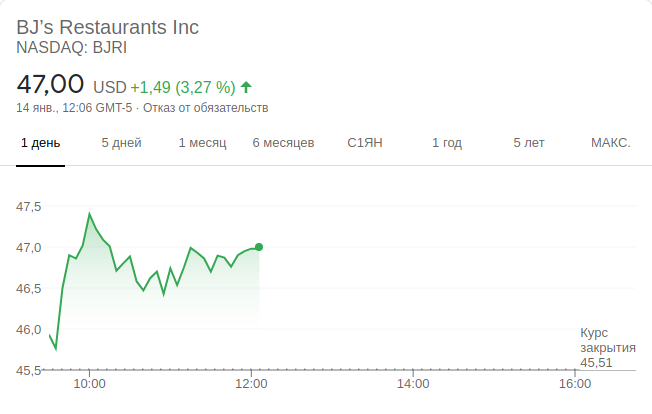 BJ’s Restaurants Inc
NASDAQ: BJRI
47,00 USD +1,49 (3,27 %)
14 янв., 12:06 GMT-5 · Отказ от обязательств
1 день 5 дней 1 месяц 6 месяцев С1ЯН 1 год 5 лет МАКС.
47,5
47,0
46,5
46,0
Курс
закрытия
45,51
45,5
10:00 12:00 14:00 16:00